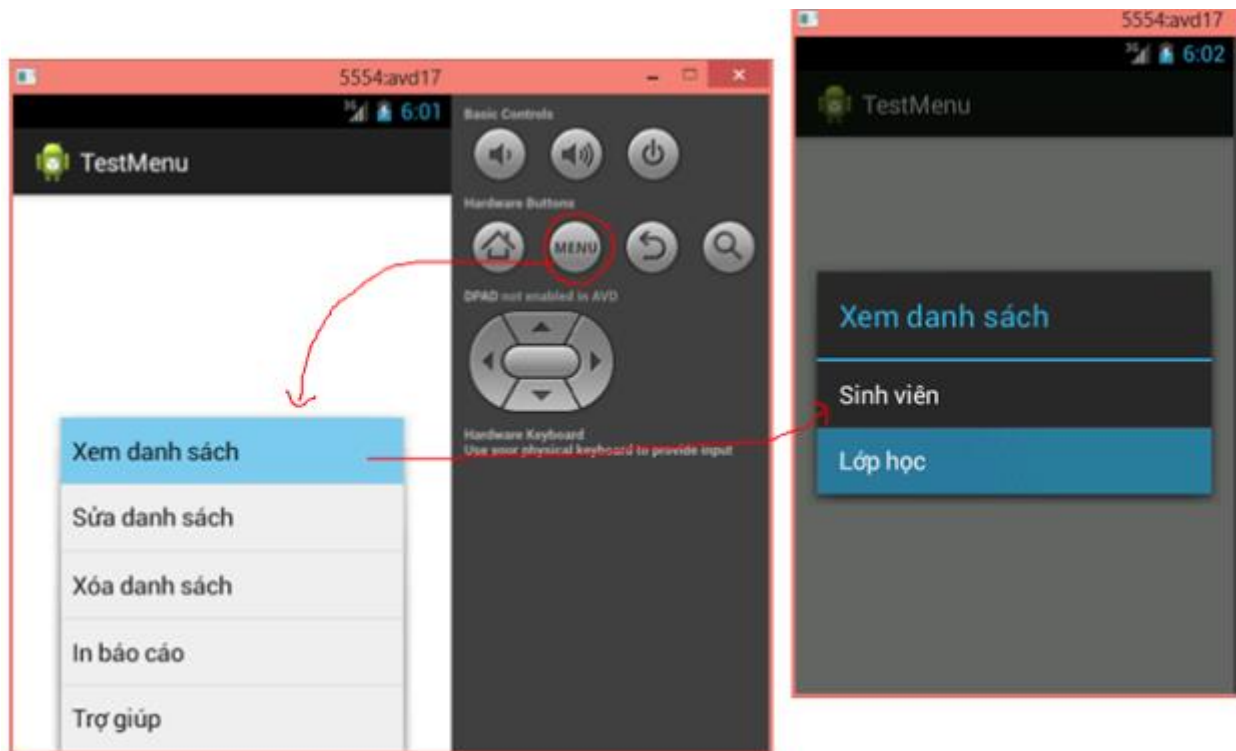 5554:avd17
3G 6:01
TestMenu
Xem danh sách
Sửa danh sách
Xóa danh sách
In báo cáo
Trợ giúp
Basic Controls
Hardware Buttons
MENU
DPAD not enabled in AVD
Hardware Keyboard
Use your physical keyboard to provide input
5554:avd17
3G 6:02
TestMenu
Xem danh sách
Sinh viên
Lớp học